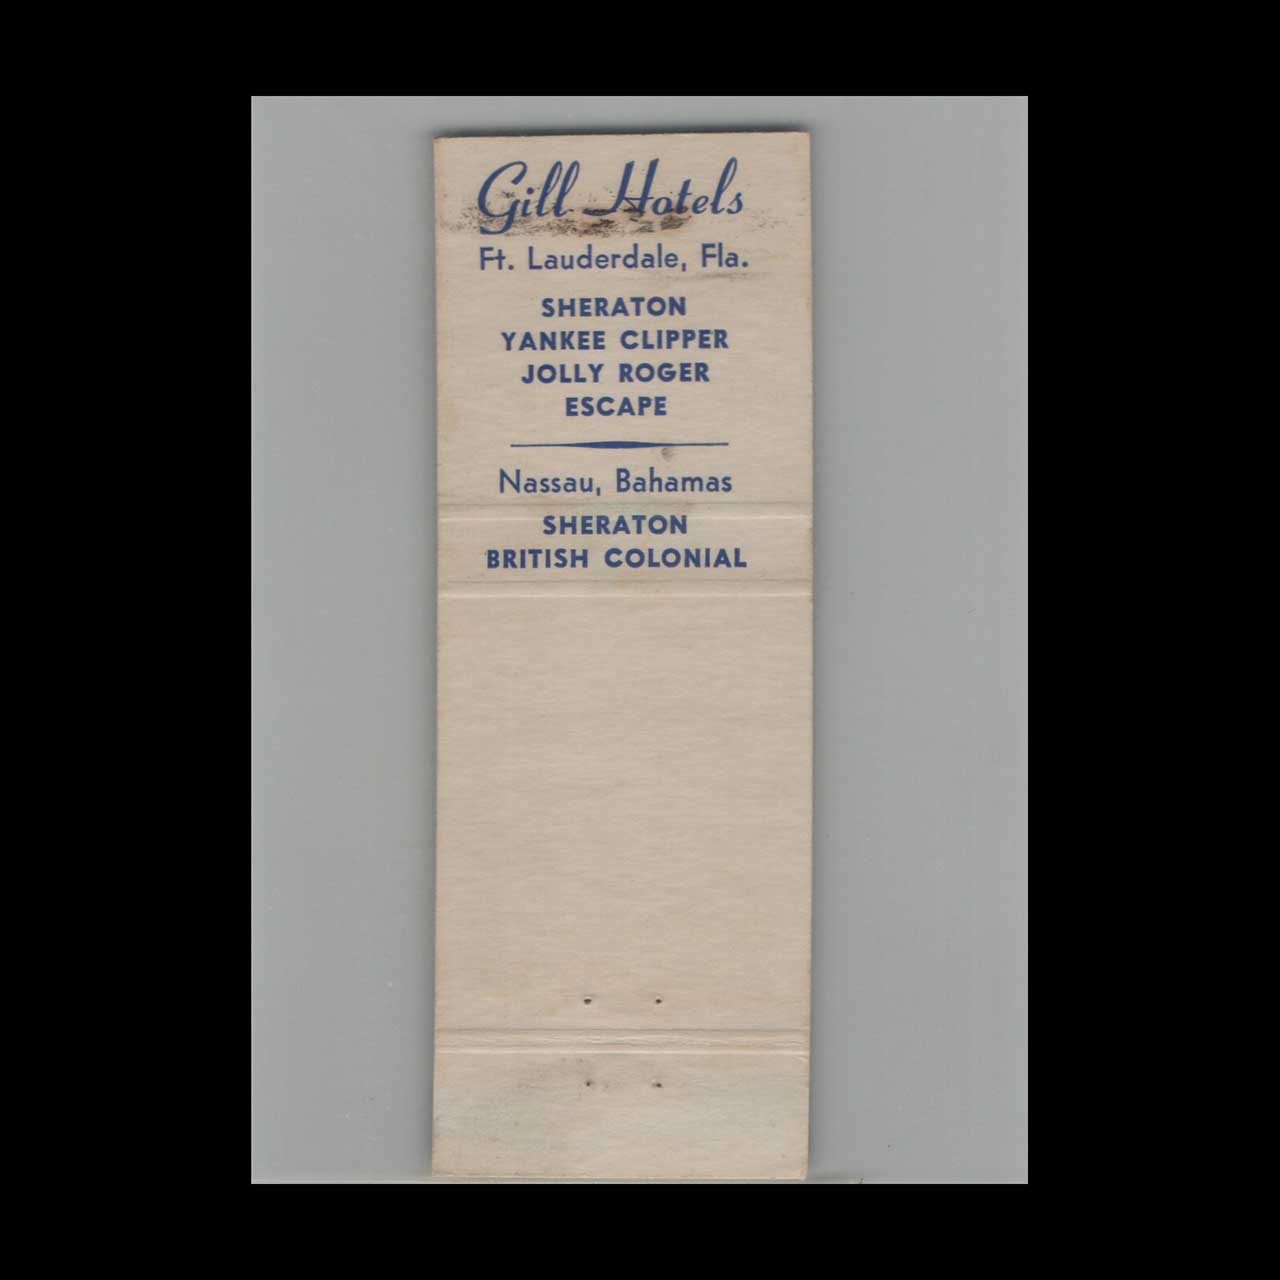 Gill Hotels
Ft. Lauderdale, Fla.
SHERATON
YANKEE CLIPPER
JOLLY ROGER
ESCAPE
Nassau, Bahamas
SHERATON
BRITISH COLONIAL